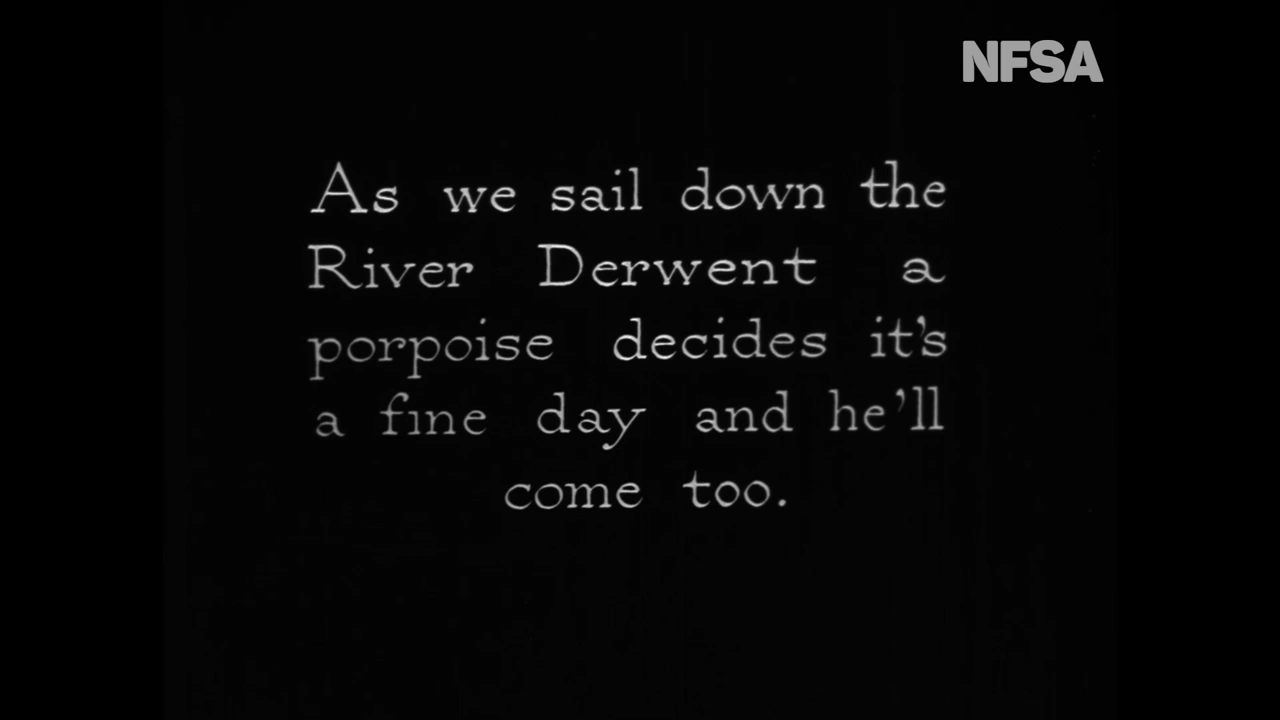 NFSA
As we sail down the
River Derwent a
porpoise decides it's
a fine day and he'll
come too.